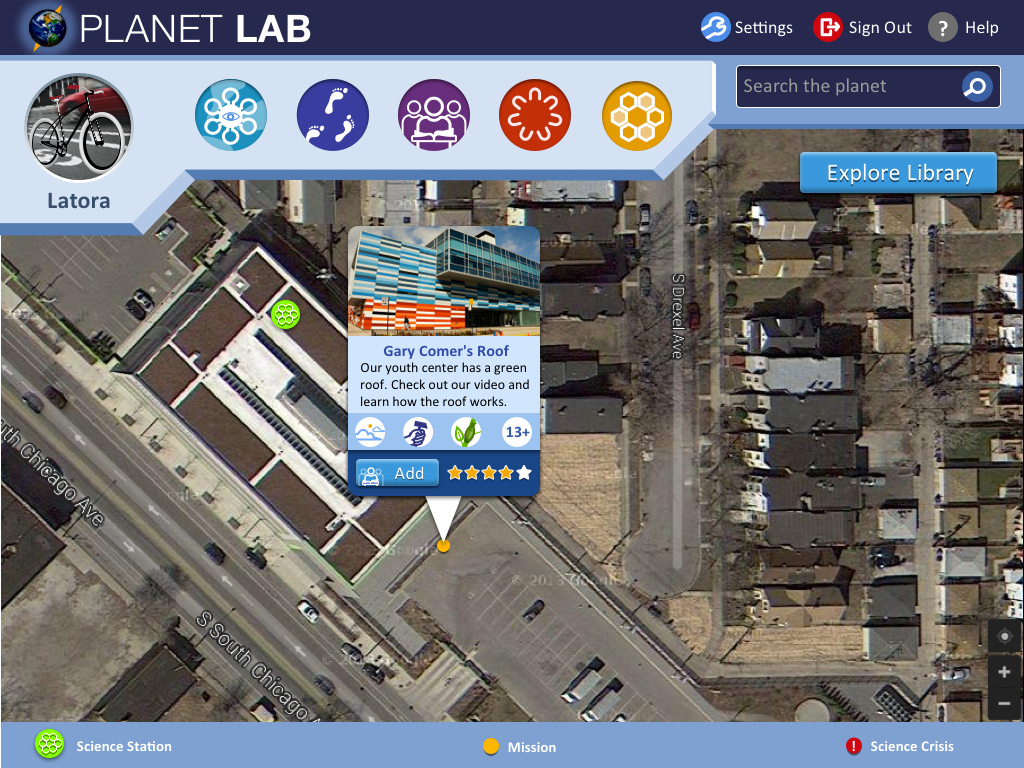 PLANET LAB
Settings
Sign Out
? Help
Search the planet
Latora
Explore Library
S Drexel Ave
Gary Comer's Roof
Our youth center has a green
roof. Check out our video and
learn how the roof works.
13+
Add
South Chicago Ave
S South Chicago Ave
© 2013 Google
+
−
Science Station
Mission
! Science Crisis